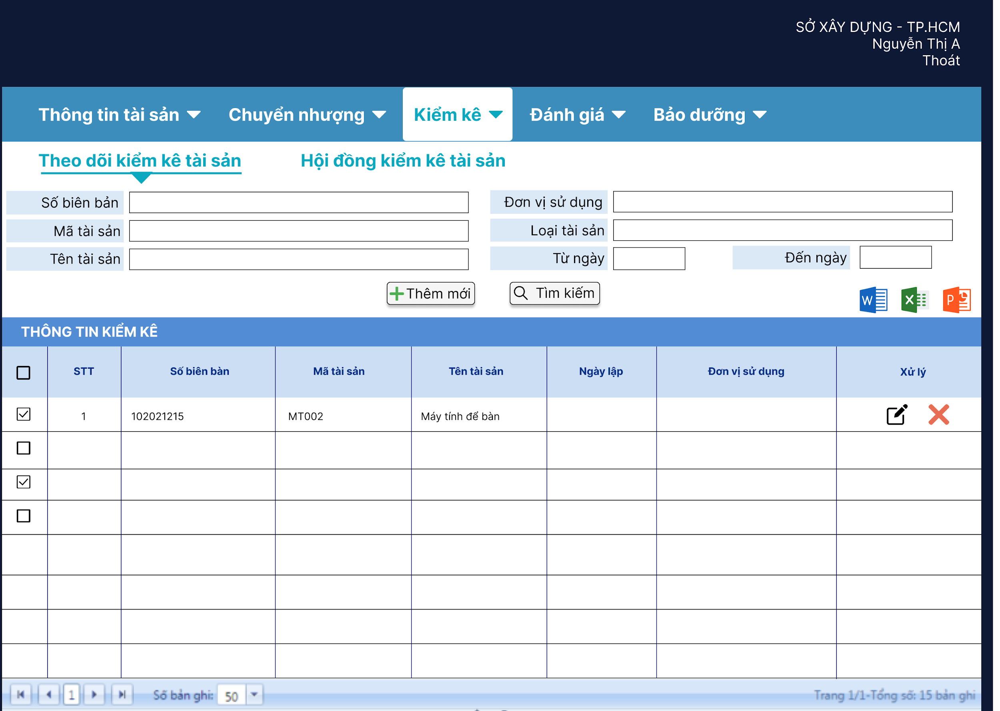 SỞ XÂY DỰNG - TP.HCM
Nguyễn Thị A
Thoát
Thông tin tài sản Chuyển nhượng Kiểm kê Đánh giá Bảo dưỡng
Theo dõi kiểm kê tài sản Hội đồng kiểm kê tài sản
Số biên bản Đơn vị sử dụng
Mã tài sản Loại tài sản
Tên tài sản Từ ngày Đến ngày
Thêm mới Tìm kiếm
W X P
THÔNG TIN KIỂM KÊ
STT Số biên bàn Mã tài sản Tên tài sản Ngày lập Đơn vị sử dụng Xử lý
1 102021215 MT002 Máy tính để bàn
1 Số bản ghi: 50 Trang 1/1-Tổng số: 15 bản ghi